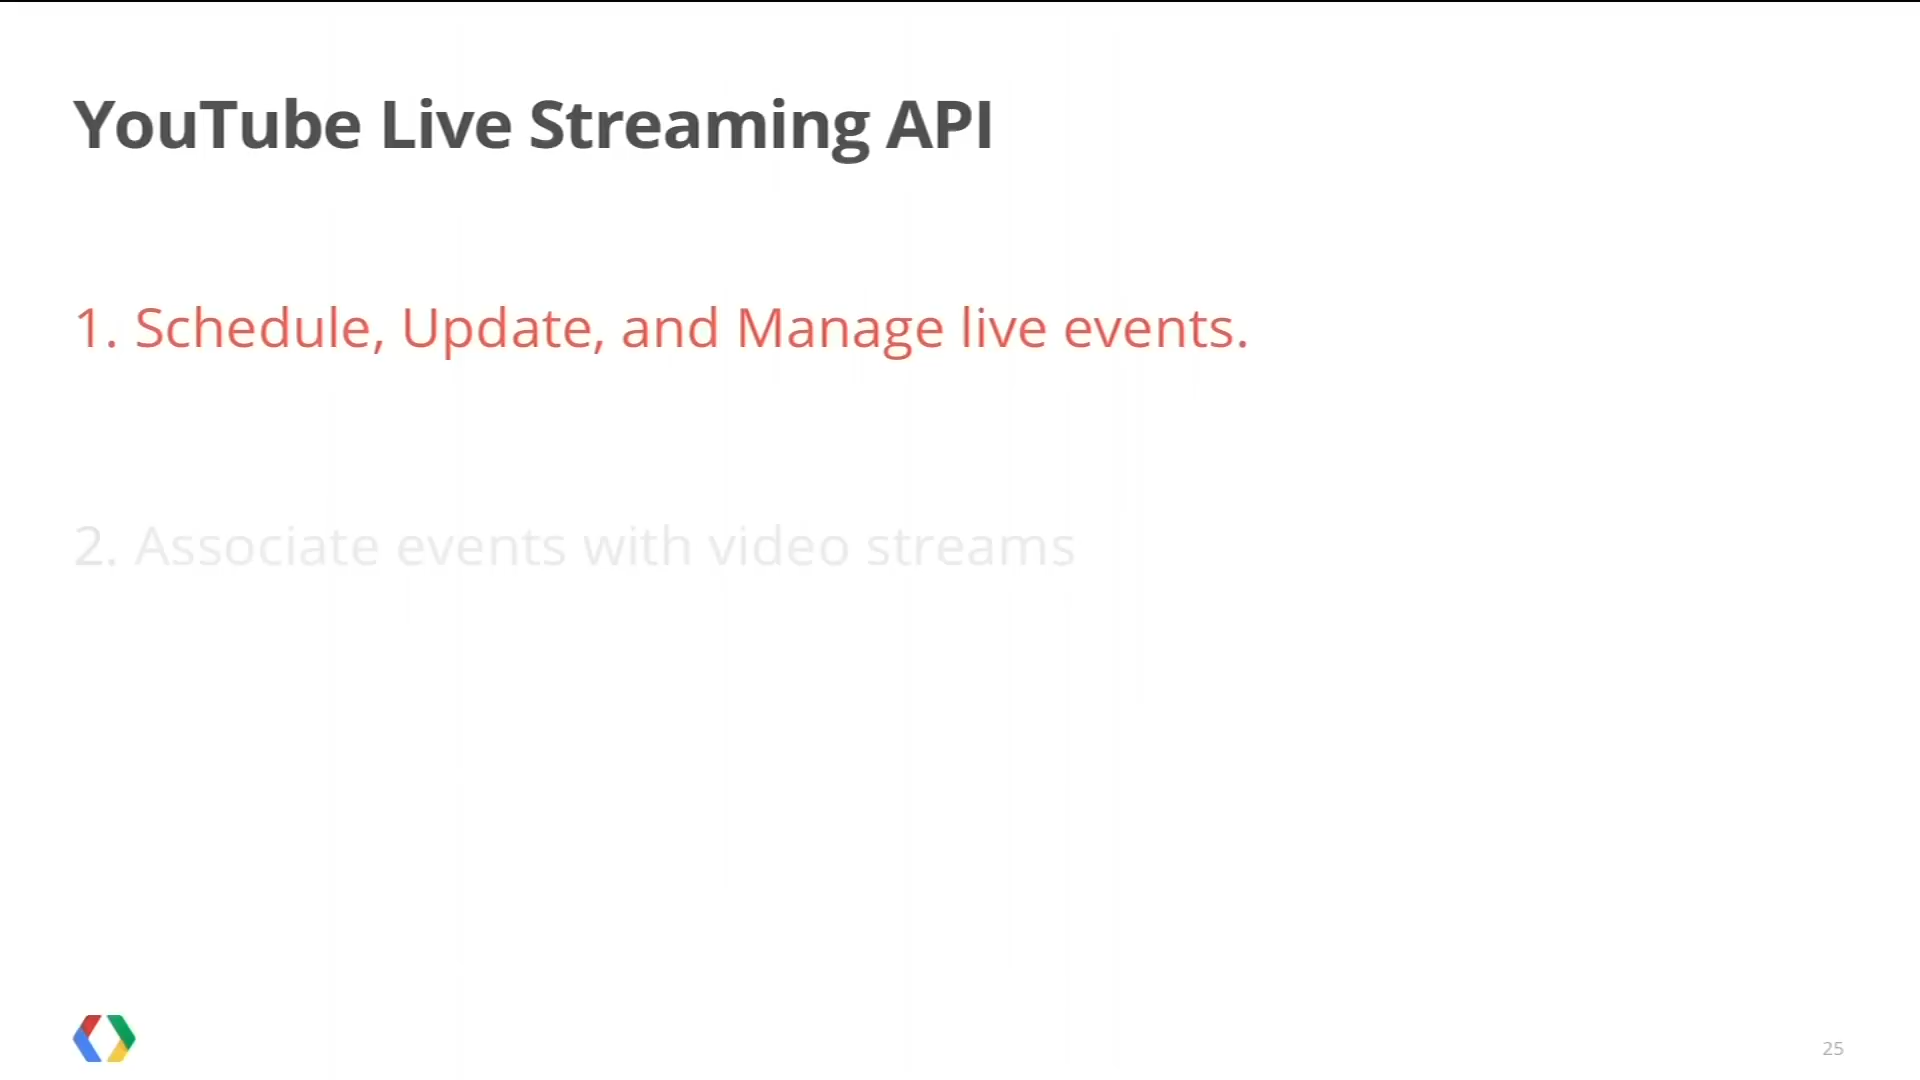 YouTube Live Streaming API
1. Schedule, Update, and Manage live events.
2. Associate events with video streams
25